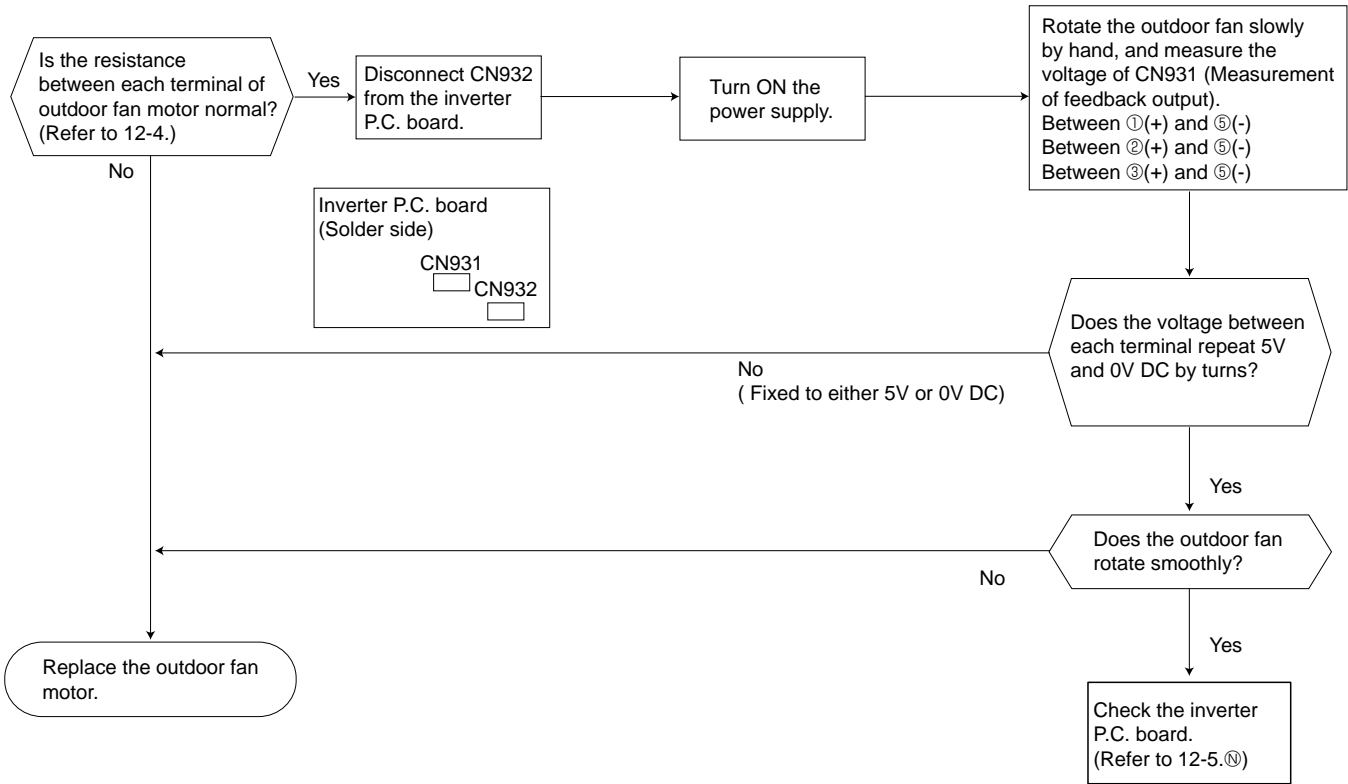 Is the resistance
between each terminal of
outdoor fan motor normal?
(Refer to 12-4.)
Yes
No
Disconnect CN932
from the inverter
P.C. board.
Turn ON the
power supply.
Rotate the outdoor fan slowly
by hand, and measure the
voltage of CN931 (Measurement
of feedback output).
Between ①(+) and ⑤(-)
Between ②(+) and ⑤(-)
Between ③(+) and ⑤(-)
Inverter P.C. board
(Solder side)
CN931
CN932
Does the voltage between
each terminal repeat 5V
and 0V DC by turns?
No
( Fixed to either 5V or 0V DC)
Yes
Does the outdoor fan
rotate smoothly?
No
Yes
Replace the outdoor fan
motor.
Check the inverter
P.C. board.
(Refer to 12-5.Ⓝ)